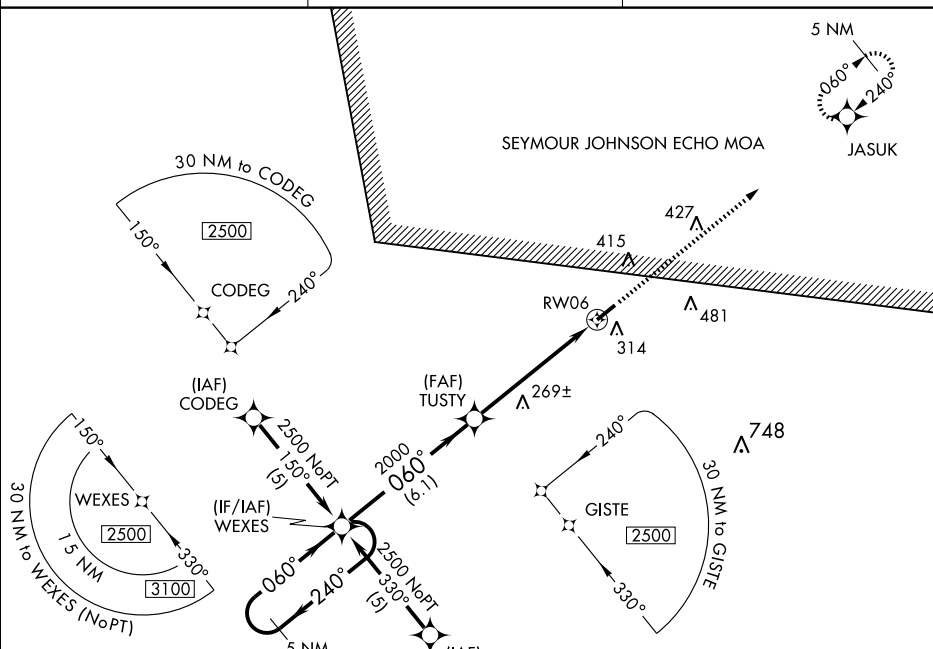 5 NM
060°
240°
JASUK
SEYMOUR JOHNSON ECHO MOA
30 NM to CODEG
2500
150°
240°
CODEG
427
415
481
RW06
314
(FAF)
TUSTY
269±
(IAF)
CODEG
2500 NoPT
150°
(5)
2000
060°
(6.1)
748
150°
WEXES
2500
15 NM
330°
3100
30 NM to WEXES (NoPT)
(IF/IAF)
WEXES
240°
GISTE
2500
30 NM to GISTE
330°
060°
240°
2500 NoPT
330°
(5)
5 NM
(IAF)